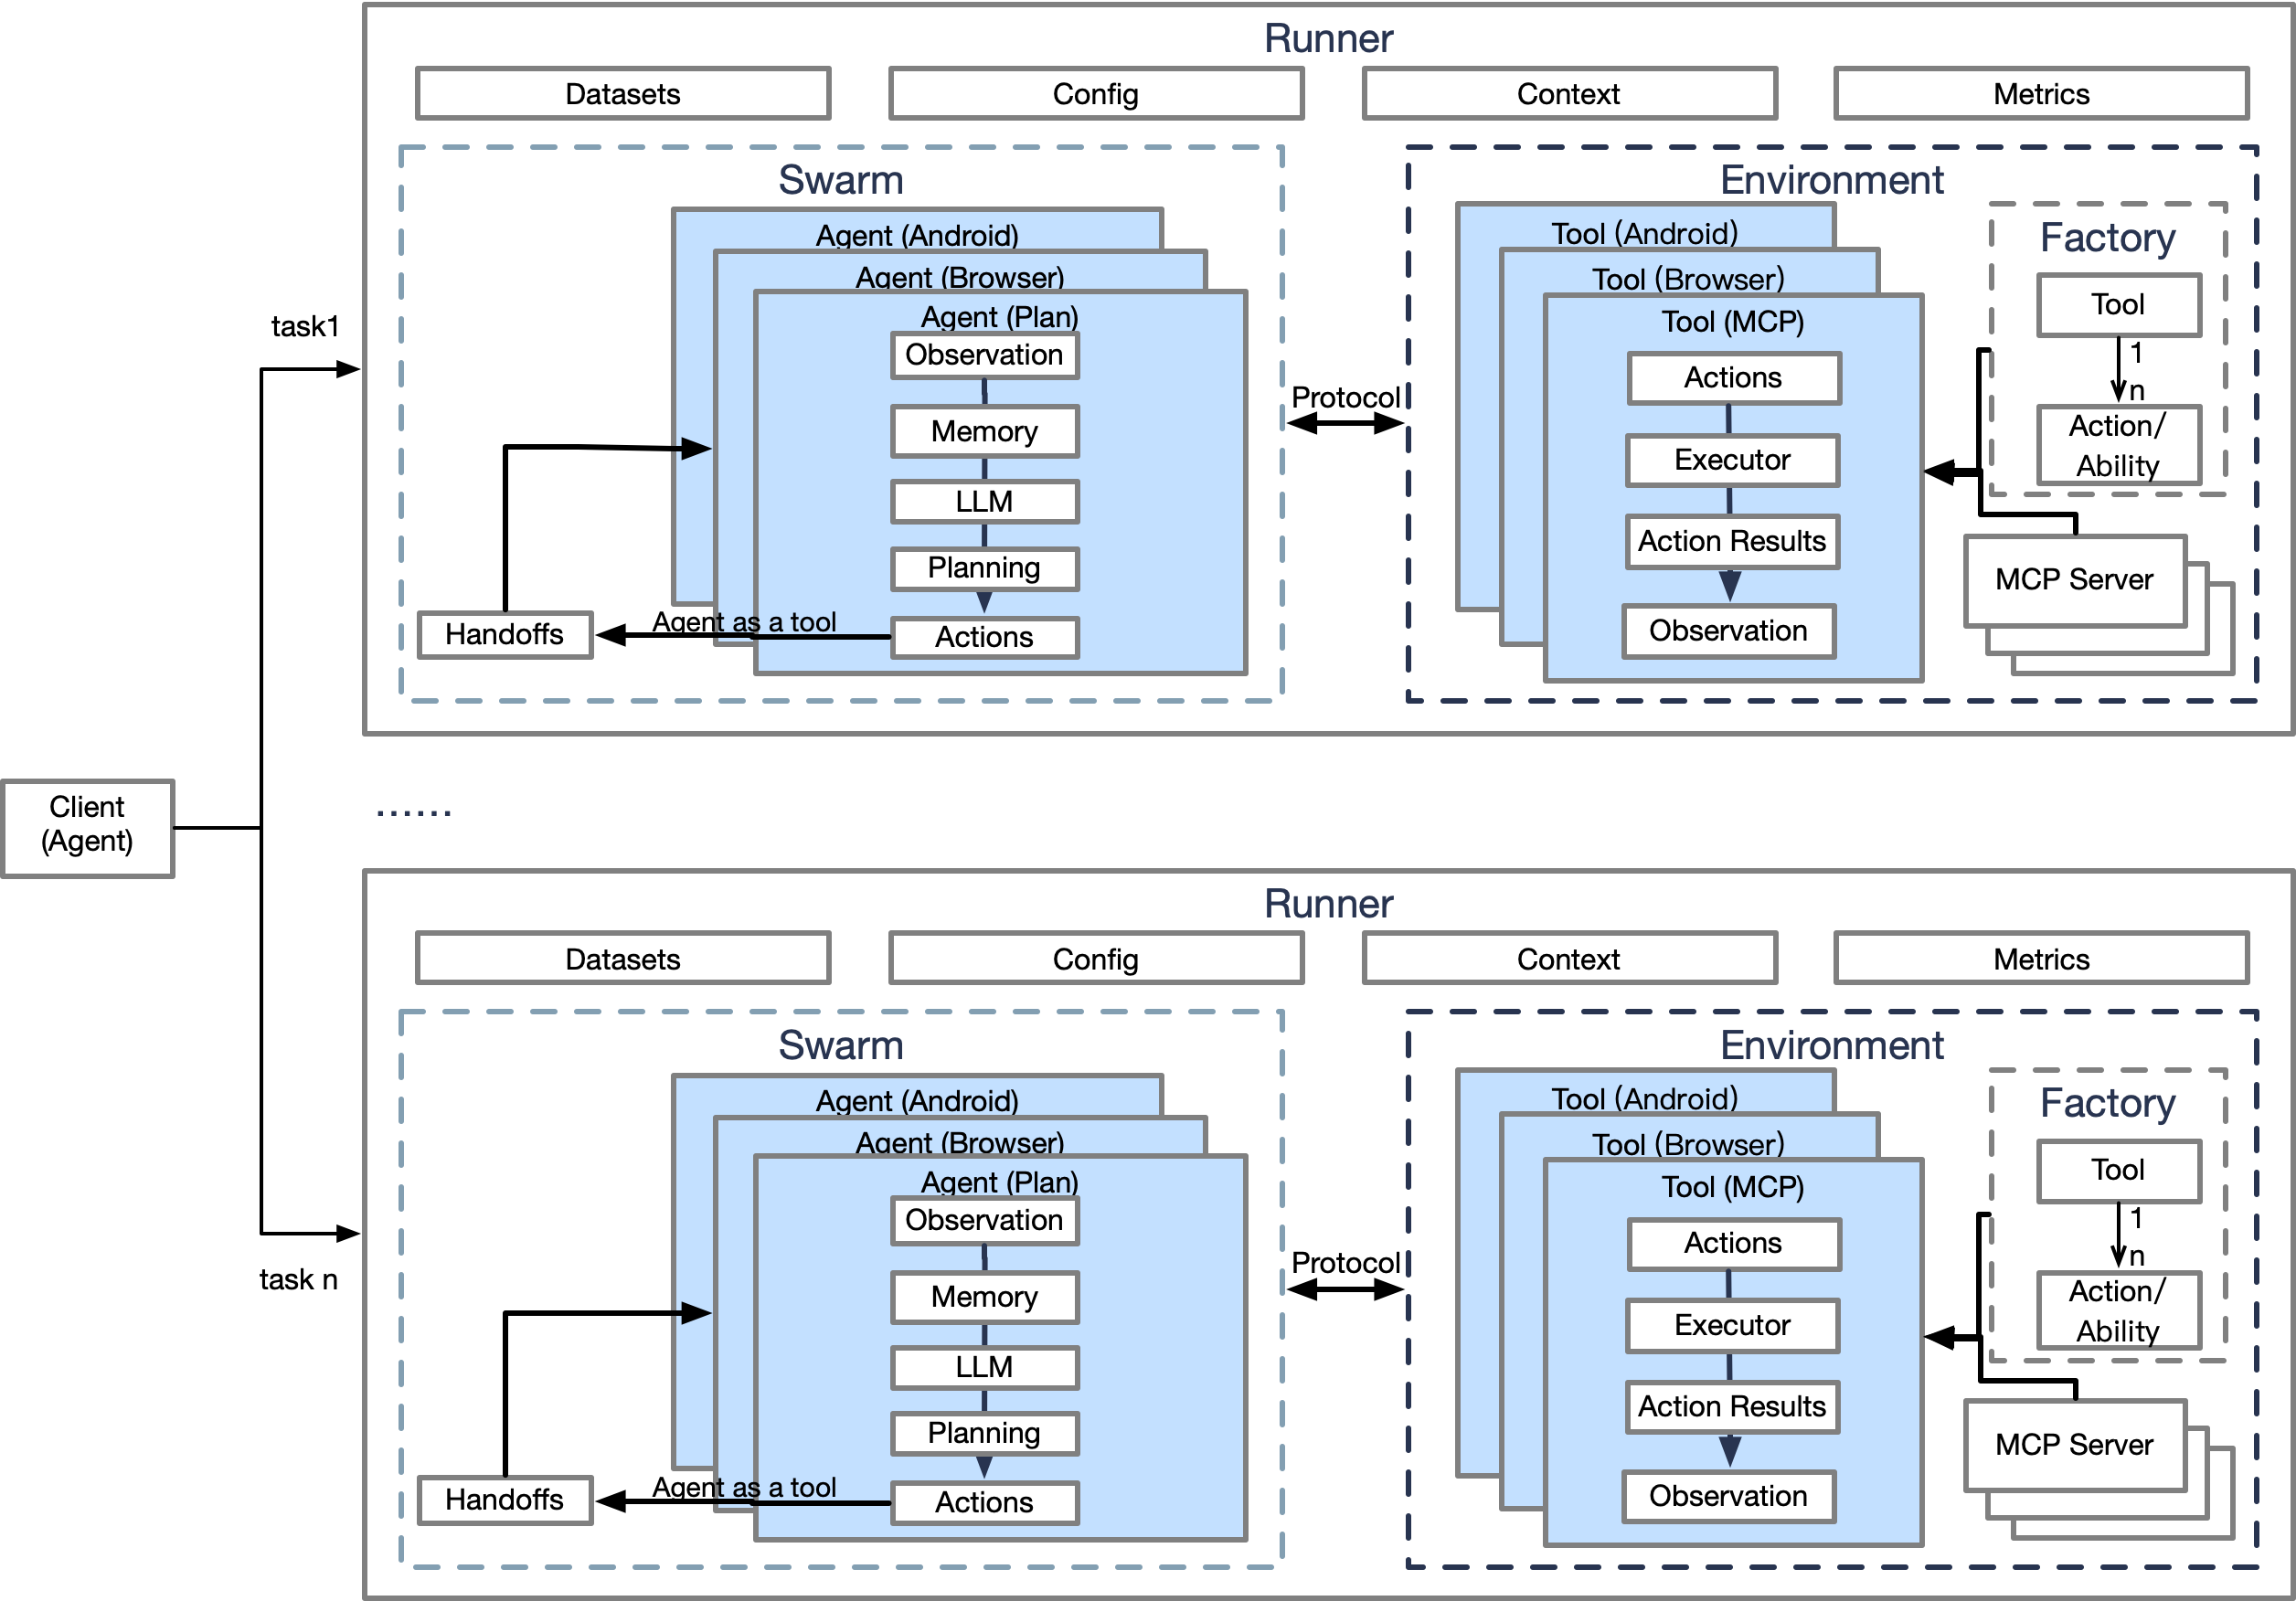 Runner
Datasets
Config
Context
Metrics
Swarm
Agent (Android)
Agent (Browser)
Agent (Plan)
Observation
Memory
LLM
Planning
Actions
Agent as a tool
Handoffs
Protocol
Environment
Tool (Android)
Tool (Browser)
Tool (MCP)
Actions
Executor
Action Results
Observation
Factory
Tool
1
n
Action/
Ability
MCP Server
task1
Client
(Agent)
......
task n
Runner
Datasets
Config
Context
Metrics
Swarm
Agent (Android)
Agent (Browser)
Agent (Plan)
Observation
Memory
LLM
Planning
Actions
Agent as a tool
Handoffs
Protocol
Environment
Tool (Android)
Tool (Browser)
Tool (MCP)
Actions
Executor
Action Results
Observation
Factory
Tool
1
n
Action/
Ability
MCP Server